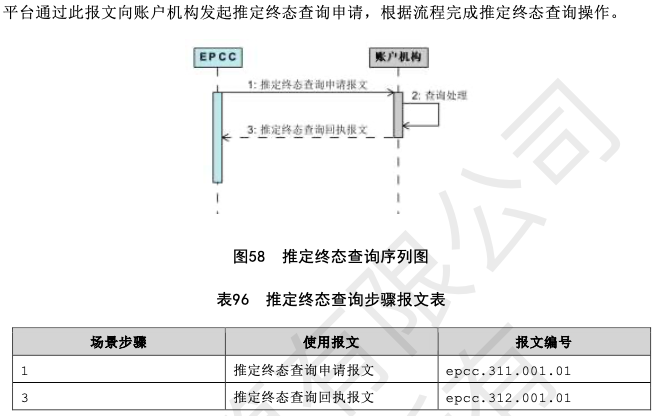 平台通过此报文向账户机构发起推定终态查询申请，根据流程完成推定终态查询操作。
EPCC
账户机构
1: 推定终态查询申请报文
2: 查询处理
3: 推定终态查询回执报文
图58 推定终态查询序列图
表96 推定终态查询步骤报文表
场景步骤 使用报文 报文编号
1 推定终态查询申请报文 epcc.311.001.01
3 推定终态查询回执报文 epcc.312.001.01
有限公司